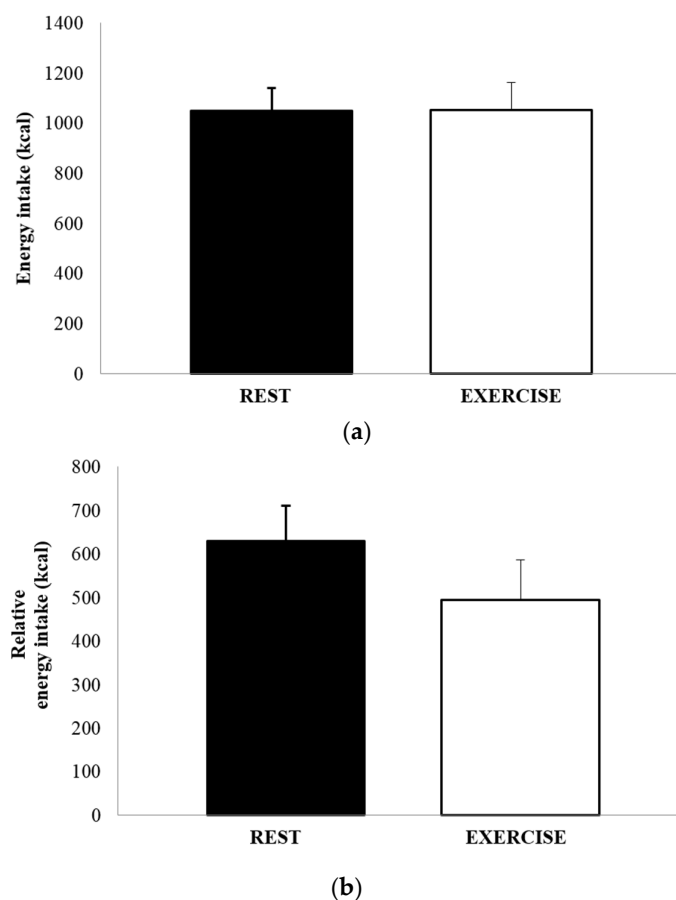 1400
1200
1000
800
600
400
200
0
Energy intake (kcal)
REST EXERCISE
(a)
800
700
600
500
400
300
200
100
0
Relative
energy intake (kcal)
REST EXERCISE
(b)